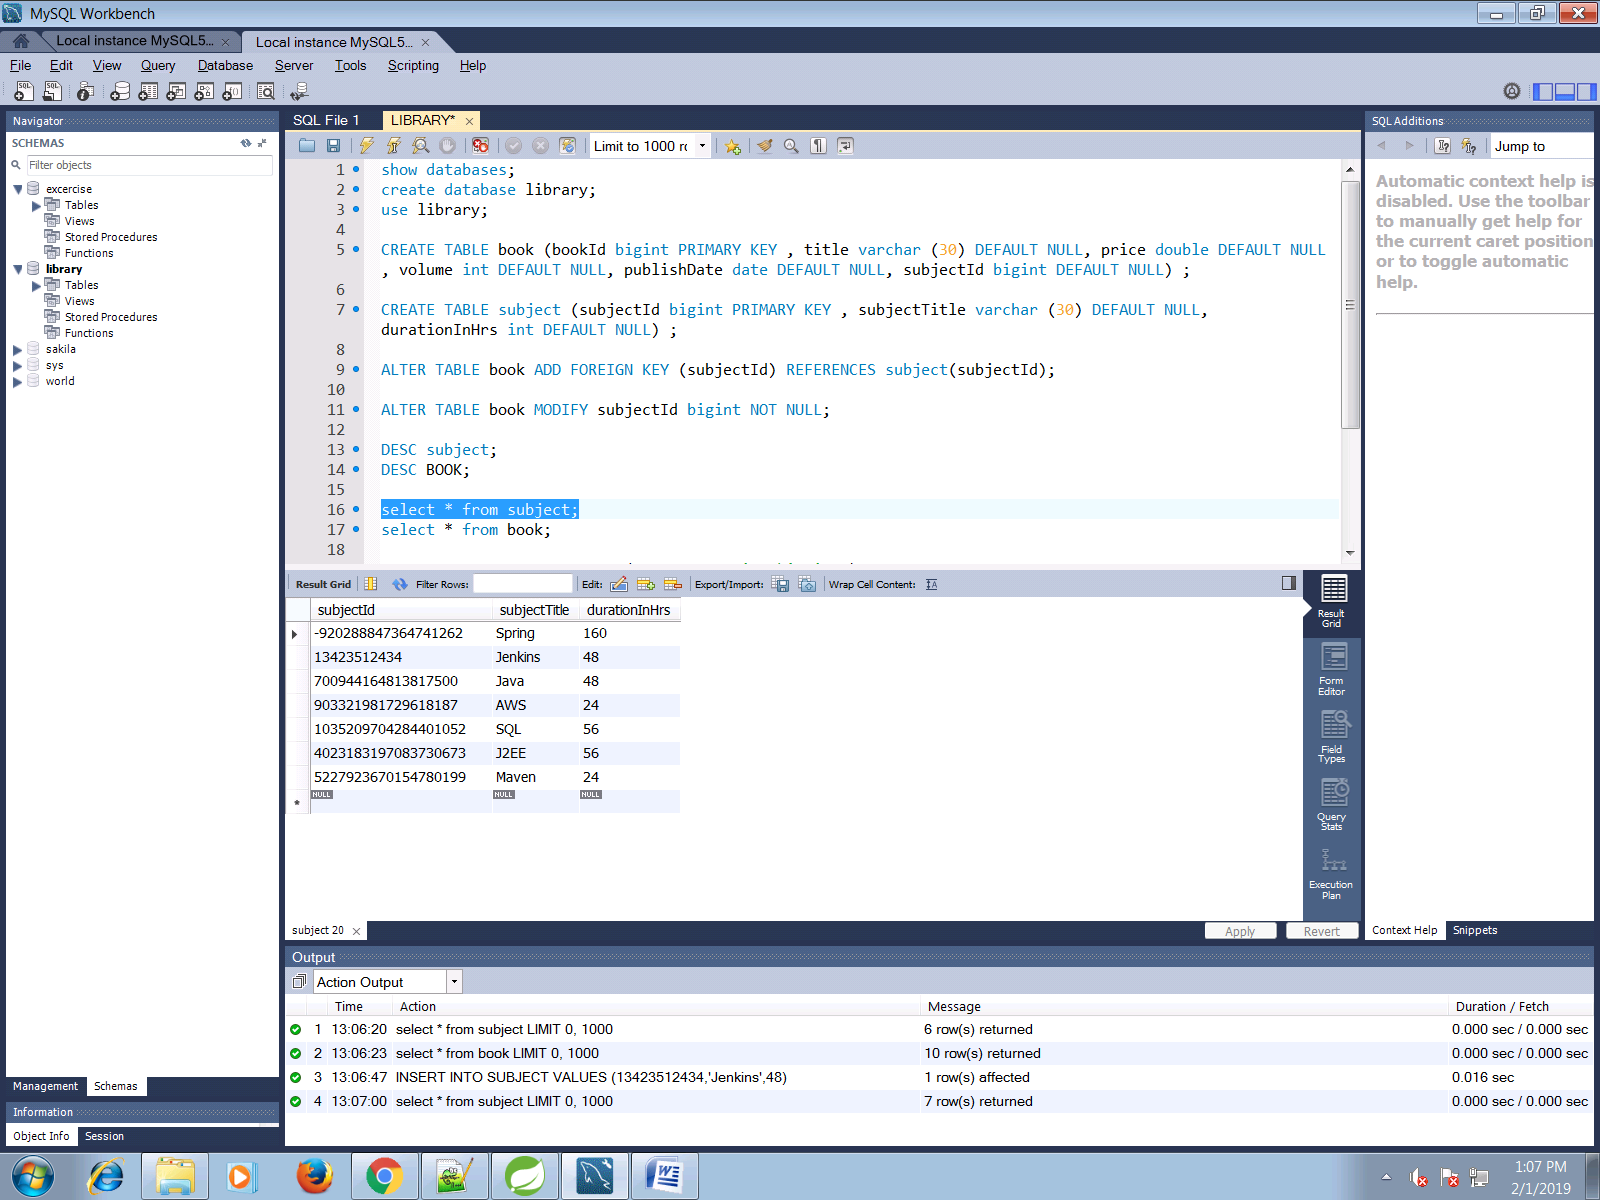 MySQL Workbench
Local instance MySQL5... ×
Local instance MySQL5... ×
File Edit View Query Database Server Tools Scripting Help
Navigator
SCHEMAS
Filter objects
excercise
Tables
Views
Stored Procedures
Functions
library
Tables
Views
Stored Procedures
Functions
sakila
sys
world
Management Schemas
Information
Object Info Session
SQL File 1 LIBRARY* ×
Limit to 1000 rc
1 show databases;
2 create database library;
3 use library;
4
5 CREATE TABLE book (bookId bigint PRIMARY KEY , title varchar (30) DEFAULT NULL, price double DEFAULT NULL
, volume int DEFAULT NULL, publishDate date DEFAULT NULL, subjectId bigint DEFAULT NULL) ;
6
7 CREATE TABLE subject (subjectId bigint PRIMARY KEY , subjectTitle varchar (30) DEFAULT NULL,
durationInHrs int DEFAULT NULL) ;
8
9 ALTER TABLE book ADD FOREIGN KEY (subjectId) REFERENCES subject(subjectId);
10
11 ALTER TABLE book MODIFY subjectId bigint NOT NULL;
12
13 DESC subject;
14 DESC BOOK;
15
16 select * from subject;
17 select * from book;
18
Result Grid Filter Rows: Edit: Export/Import: Wrap Cell Content:
subjectId subjectTitle durationInHrs
-920288847364741262 Spring 160
13423512434 Jenkins 48
700944164813817500 Java 48
903321981729618187 AWS 24
1035209704284401052 SQL 56
4023183197083730673 J2EE 56
5227923670154780199 Maven 24
NULL NULL NULL
Result
Grid
Form
Editor
Field
Types
Query
Stats
Execution
Plan
subject 20 ×
Apply Revert
SQL Additions
Jump to
Automatic context help is
disabled. Use the toolbar
to manually get help for
the current caret position
or to toggle automatic
help.
Context Help Snippets
Output
Action Output
Time Action Message Duration / Fetch
1 13:06:20 select * from subject LIMIT 0, 1000 6 row(s) returned 0.000 sec / 0.000 sec
2 13:06:23 select * from book LIMIT 0, 1000 10 row(s) returned 0.000 sec / 0.000 sec
3 13:06:47 INSERT INTO SUBJECT VALUES (13423512434,'Jenkins',48) 1 row(s) affected 0.016 sec
4 13:07:00 select * from subject LIMIT 0, 1000 7 row(s) returned 0.000 sec / 0.000 sec
1:07 PM
2/1/2019